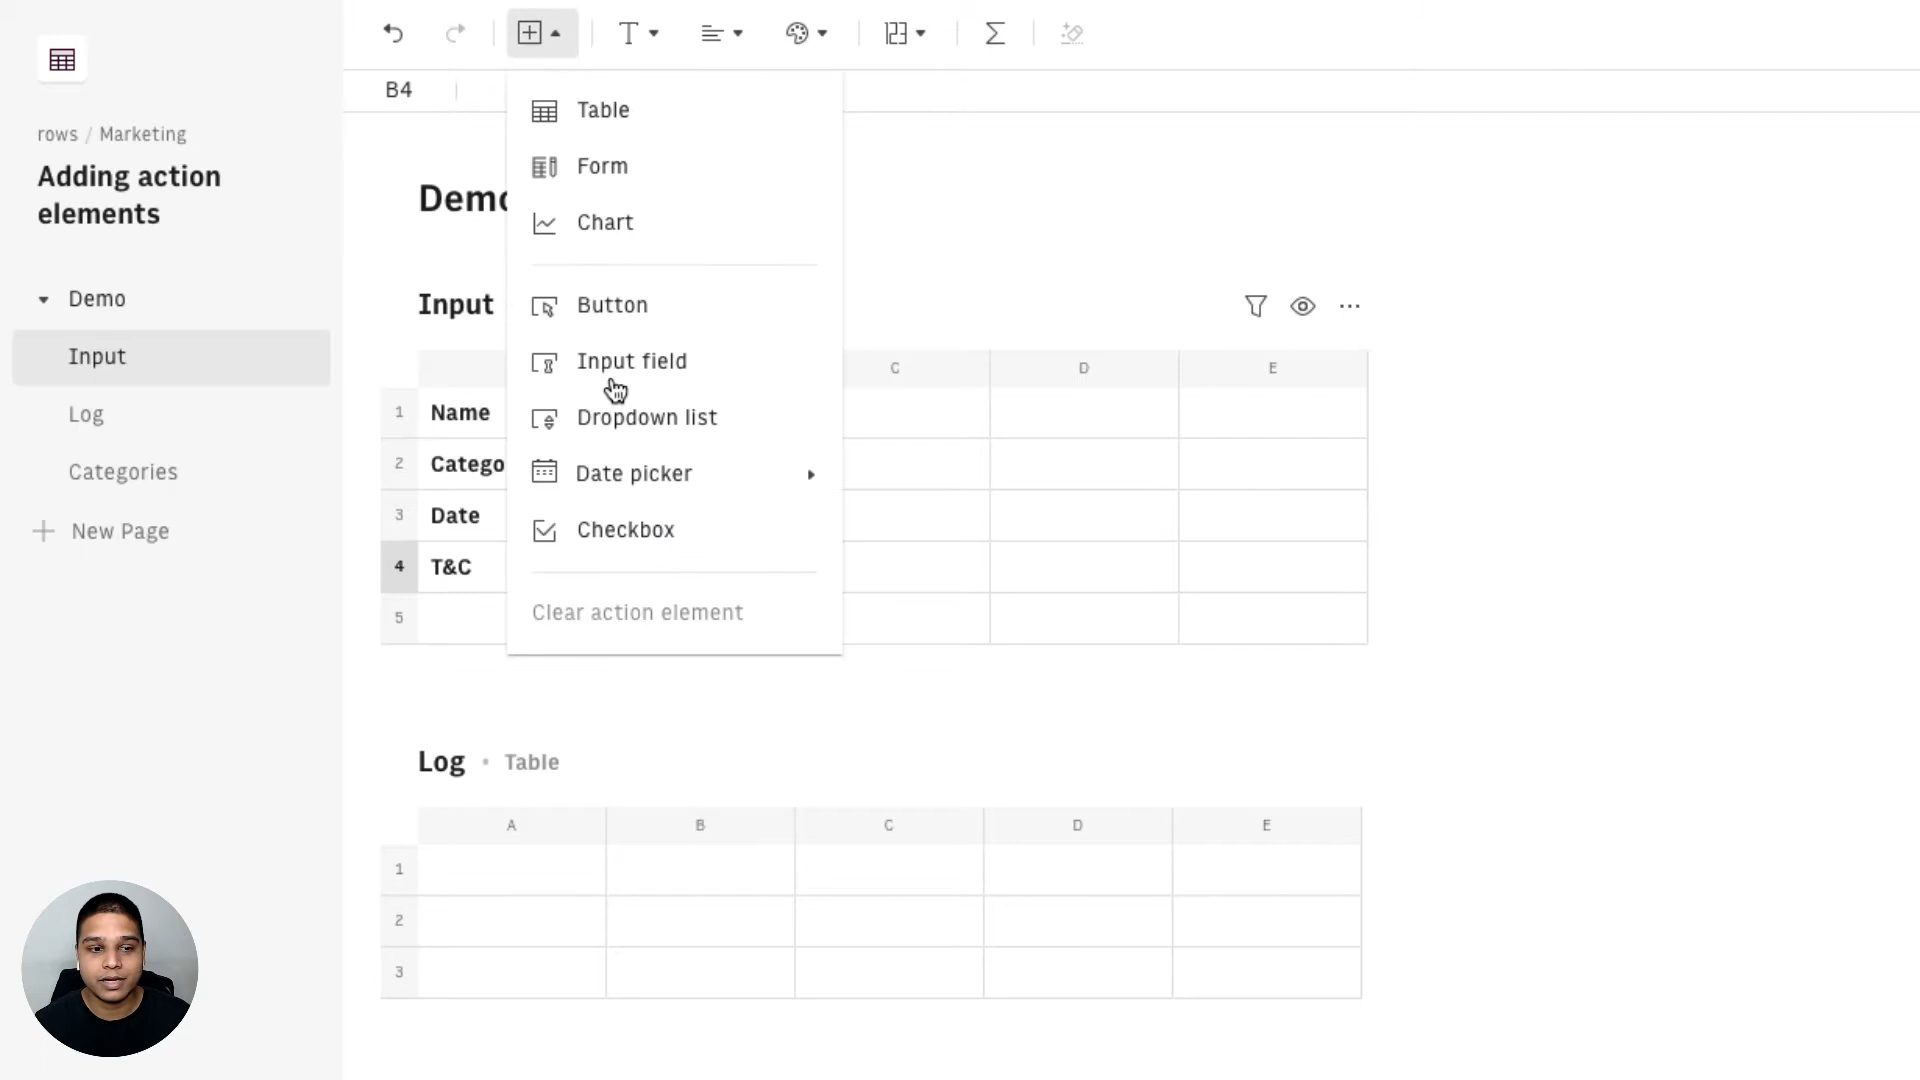 B4
rows / Marketing
Adding action
elements
Demo
Input
Log
Categories
New Page
Table
Form
Chart
Button
Input field
Dropdown list
Date picker
Checkbox
Clear action element
Demo
Input
C D E
1 Name
2 Catego
3 Date
4 T&C
5
Log • Table
A B C D E
1
2
3